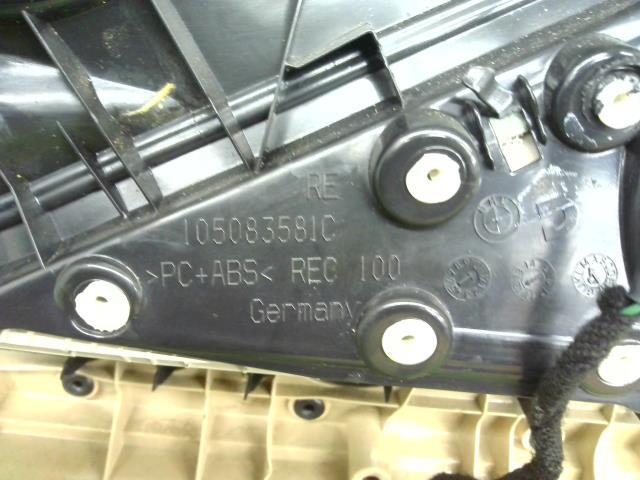 RE
105083581C
>PC+ABS< REC 100
Germany